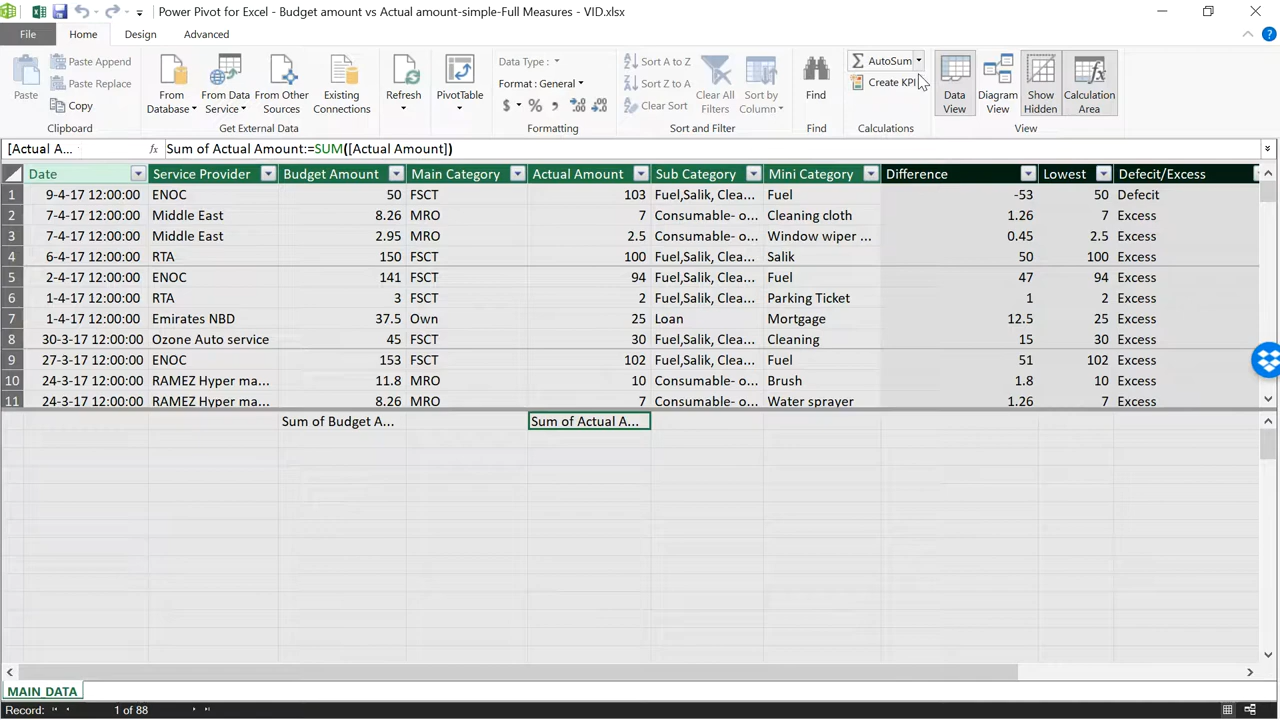 Power Pivot for Excel - Budget amount vs Actual amount-simple-Full Measures - VID.xlsx
File Home Design Advanced
Paste
Paste Append
Paste Replace
Copy
Clipboard
From Database
From Data Service
From Other Sources
Existing Connections
Get External Data
Refresh
PivotTable
Data Type :
Format : General
$ % ,
Formatting
Sort A to Z
Sort Z to A
Clear Sort
Clear All Filters
Sort by Column
Sort and Filter
Find
Find
AutoSum
Create KPI
Calculations
Data View
Diagram View
Show Hidden
Calculation Area
View
[Actual A... fx Sum of Actual Amount:=SUM([Actual Amount])
Date Service Provider Budget Amount Main Category Actual Amount Sub Category Mini Category Difference Lowest Defecit/Excess
1 9-4-17 12:00:00 ENOC 50 FSCT 103 Fuel,Salik, Clea... Fuel -53 50 Defecit
2 7-4-17 12:00:00 Middle East 8.26 MRO 7 Consumable- o... Cleaning cloth 1.26 7 Excess
3 7-4-17 12:00:00 Middle East 2.95 MRO 2.5 Consumable- o... Window wiper ... 0.45 2.5 Excess
4 6-4-17 12:00:00 RTA 150 FSCT 100 Fuel,Salik, Clea... Salik 50 100 Excess
5 2-4-17 12:00:00 ENOC 141 FSCT 94 Fuel,Salik, Clea... Fuel 47 94 Excess
6 1-4-17 12:00:00 RTA 3 FSCT 2 Fuel,Salik, Clea... Parking Ticket 1 2 Excess
7 1-4-17 12:00:00 Emirates NBD 37.5 Own 25 Loan Mortgage 12.5 25 Excess
8 30-3-17 12:00:00 Ozone Auto service 45 FSCT 30 Fuel,Salik, Clea... Cleaning 15 30 Excess
9 27-3-17 12:00:00 ENOC 153 FSCT 102 Fuel,Salik, Clea... Fuel 51 102 Excess
10 24-3-17 12:00:00 RAMEZ Hyper ma... 11.8 MRO 10 Consumable- o... Brush 1.8 10 Excess
11 24-3-17 12:00:00 RAMEZ Hyper ma... 8.26 MRO 7 Consumable- o... Water sprayer 1.26 7 Excess
Sum of Budget A... Sum of Actual A...
MAIN_DATA
Record: 1 of 88